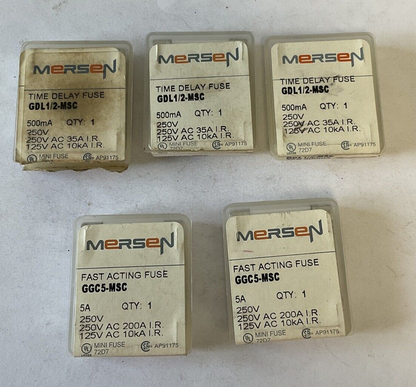 MERSEN
TIME DELAY FUSE
GDL1/2-MSC
500mA QTY: 1
250V
250V AC 35A I.R.
125V AC 10kA I.R.
MINI FUSE AP91175
72D7
MERSEN
TIME DELAY FUSE
GDL1/2-MSC
500mA QTY: 1
250V
250V AC 35A I.R.
125V AC 10kA I.R.
MINI FUSE AP91175
72D7
MERSEN
TIME DELAY FUSE
GDL1/2-MSC
500mA QTY: 1
250V
250V AC 35A I.R.
125V AC 10kA I.R.
MINI FUSE AP91175
72D7
MERSEN
FAST ACTING FUSE
GGC5-MSC
5A QTY: 1
250V
250V AC 200A I.R.
125V AC 10kA I.R.
MINI FUSE AP91175
72D7
MERSEN
FAST ACTING FUSE
GGC5-MSC
5A QTY: 1
250V
250V AC 200A I.R.
125V AC 10kA I.R.
MINI FUSE AP91175
72D7